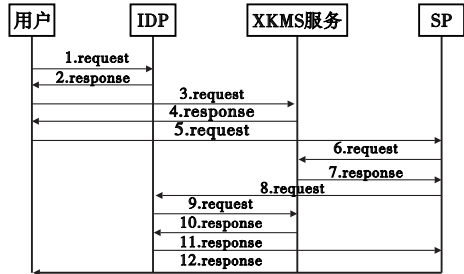 用户 IDP XKMS服务 SP
1.request
2.response
3.request
4.response
5.request
6.request
7.response
8.request
9.request
10.response
11.response
12.response